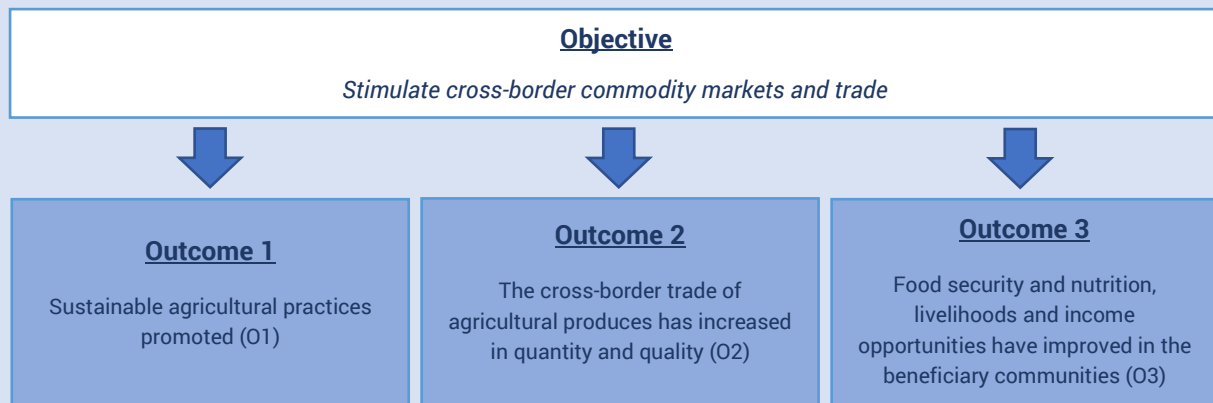 Objective
Stimulate cross-border commodity markets and trade
Outcome 1
Sustainable agricultural practices
promoted (O1)
Outcome 2
The cross-border trade of
agricultural produces has increased
in quantity and quality (O2)
Outcome 3
Food security and nutrition,
livelihoods and income
opportunities have improved in the
beneficiary communities (O3)